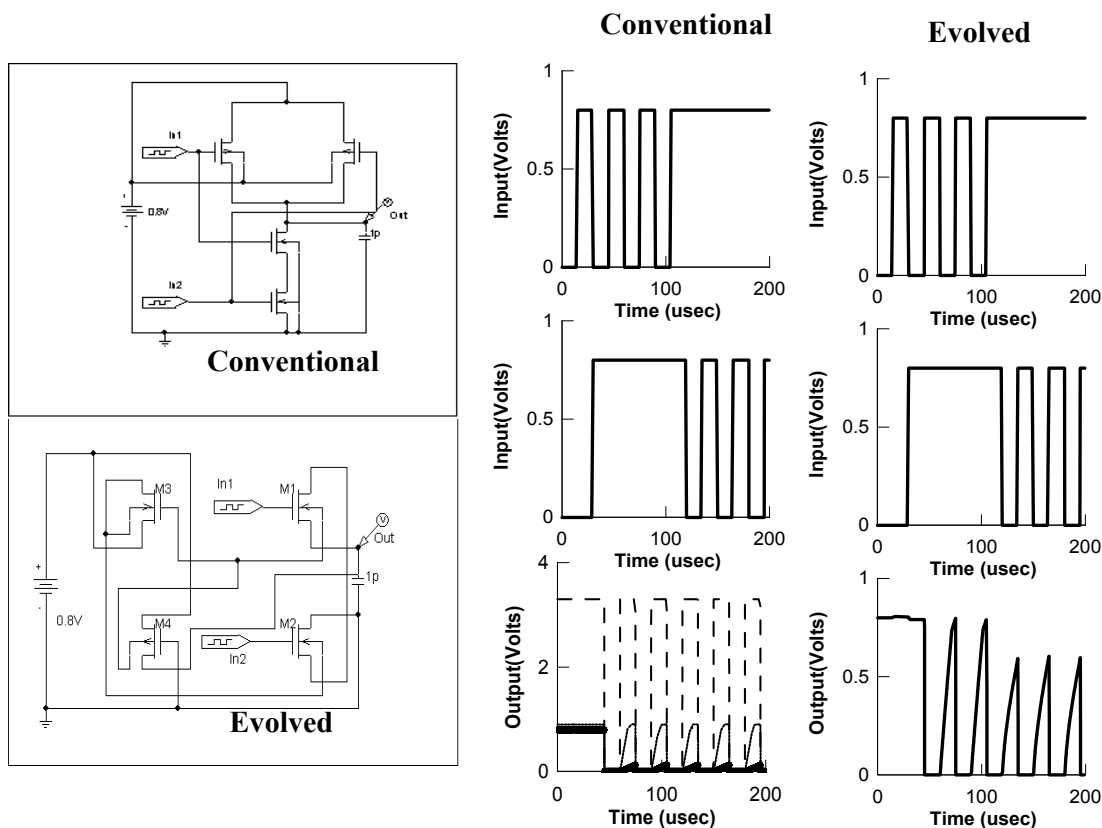 Conventional
Evolved
In1
0.8V
+
-
Out
1p
In2
Conventional
M3
In1
M1
Out
1p
+
-
0.8V
M4
In2
M2
Evolved
1
0.5
0
Input(Volts)
0
100
200
Time (usec)
1
0.5
0
Input(Volts)
0
100
200
Time (usec)
1
0.5
0
Input(Volts)
0
100
200
Time (usec)
1
0.5
0
Input(Volts)
0
100
200
Time (usec)
4
2
0
Output(Volts)
0
100
200
Time (usec)
1
0.5
0
Output(Volts)
0
100
200
Time (usec)